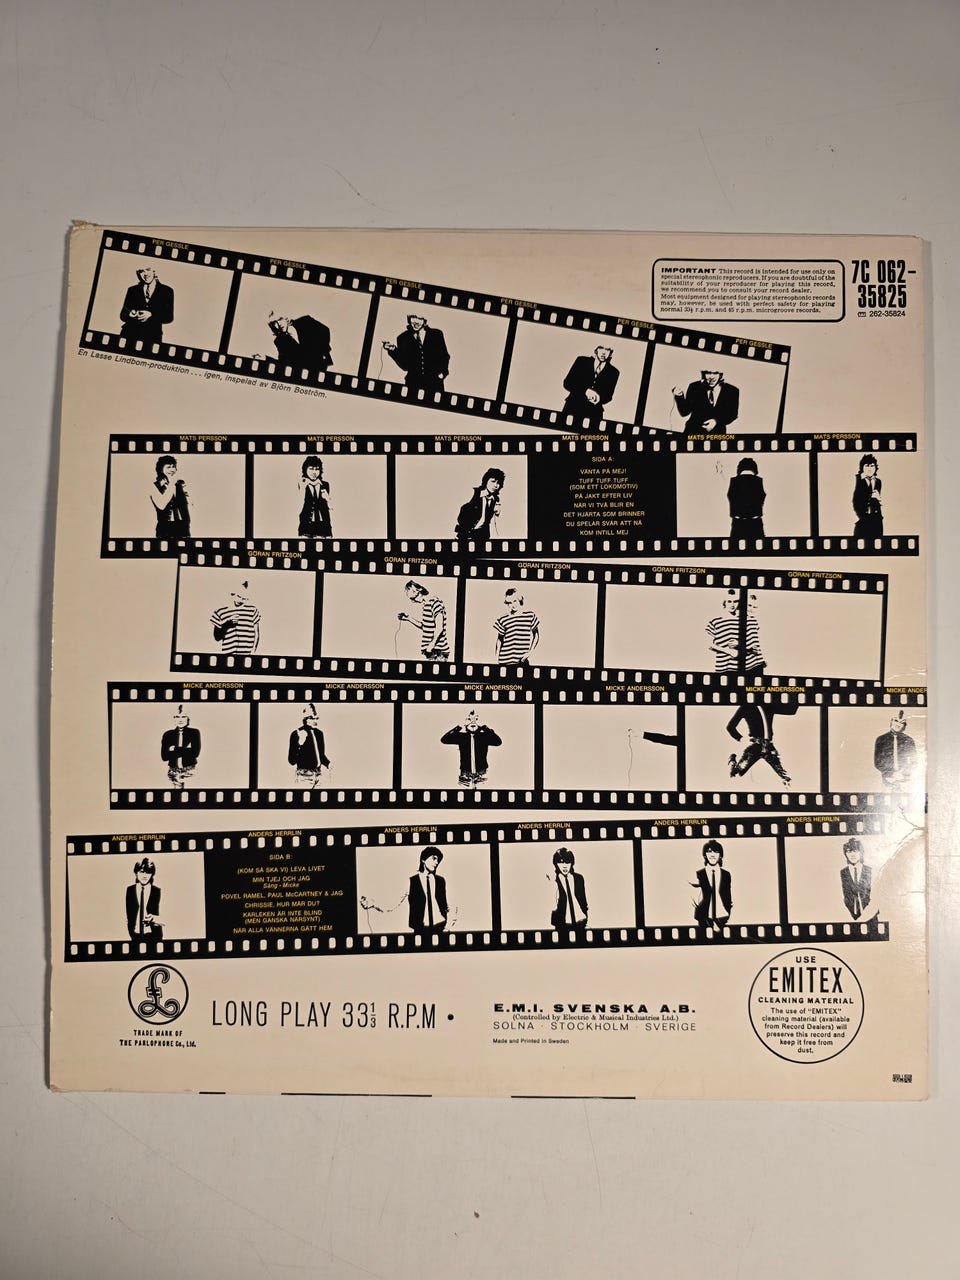 PER GESSLE
PER GESSLE
PER GESSLE
PER GESSLE
PER GESSLE
PER GESSLE
IMPORTANT This record is intended for use only on
special stereophonic reproducers. If you are doubtful of the
suitability of your reproducer for playing this record,
we recommend you to consult your record dealer.
Most equipment designed for playing stereophonic records
may, however, be used with perfect safety for playing
normal 33⅓ r.p.m. and 45 r.p.m. microgroove records.
7C 062-
35825
262-35824
En Lasse Lindbom-produktion ... igen, inspelad av Björn Boström.
MATS PERSSON
MATS PERSSON
MATS PERSSON
MATS PERSSON
MATS PERSSON
MATS PERSSON
SIDA A:
VÄNTA PÅ MEJ!
TUFF TUFF TUFF
(SOM ETT LOKOMOTIV)
PÅ JAKT EFTER LIV
NÄR VI TVÅ BLIR EN
DET HJÄRTA SOM BRINNER
DU SPELAR SVÅR ATT NÅ
KOM INTILL MEJ
GÖRAN FRITZSON
GÖRAN FRITZSON
GÖRAN FRITZSON
GÖRAN FRITZSON
GÖRAN FRITZSON
MICKE ANDERSSON
MICKE ANDERSSON
MICKE ANDERSSON
MICKE ANDERSSON
MICKE ANDERSSON
MICKE ANDER
ANDERS HERRLIN
ANDERS HERRLIN
ANDERS HERRLIN
ANDERS HERRLIN
ANDERS HERRLIN
ANDERS HERRLIN
SIDA B:
(KOM SÅ SKA VI) LEVA LIVET
MIN TJEJ OCH JAG
Sång - Micke
POVEL RAMEL, PAUL McCARTNEY & JAG
CHRISSIE, HUR MÅR DU?
KÄRLEKEN ÄR INTE BLIND
(MEN GANSKA NÄRSYNT)
NÄR ALLA VÄNNERNA GÅTT HEM
£
TRADE MARK OF
THE PARLOPHONE Co., Ltd.
LONG PLAY 33⅓ R.P.M •
E.M.I. SVENSKA A.B.
(Controlled by Electric & Musical Industries Ltd.)
SOLNA · STOCKHOLM · SVERIGE
Made and Printed in Sweden
USE
EMITEX
CLEANING MATERIAL
The use of "EMITEX"
cleaning material (available
from Record Dealers) will
preserve this record and
keep it free from
dust.